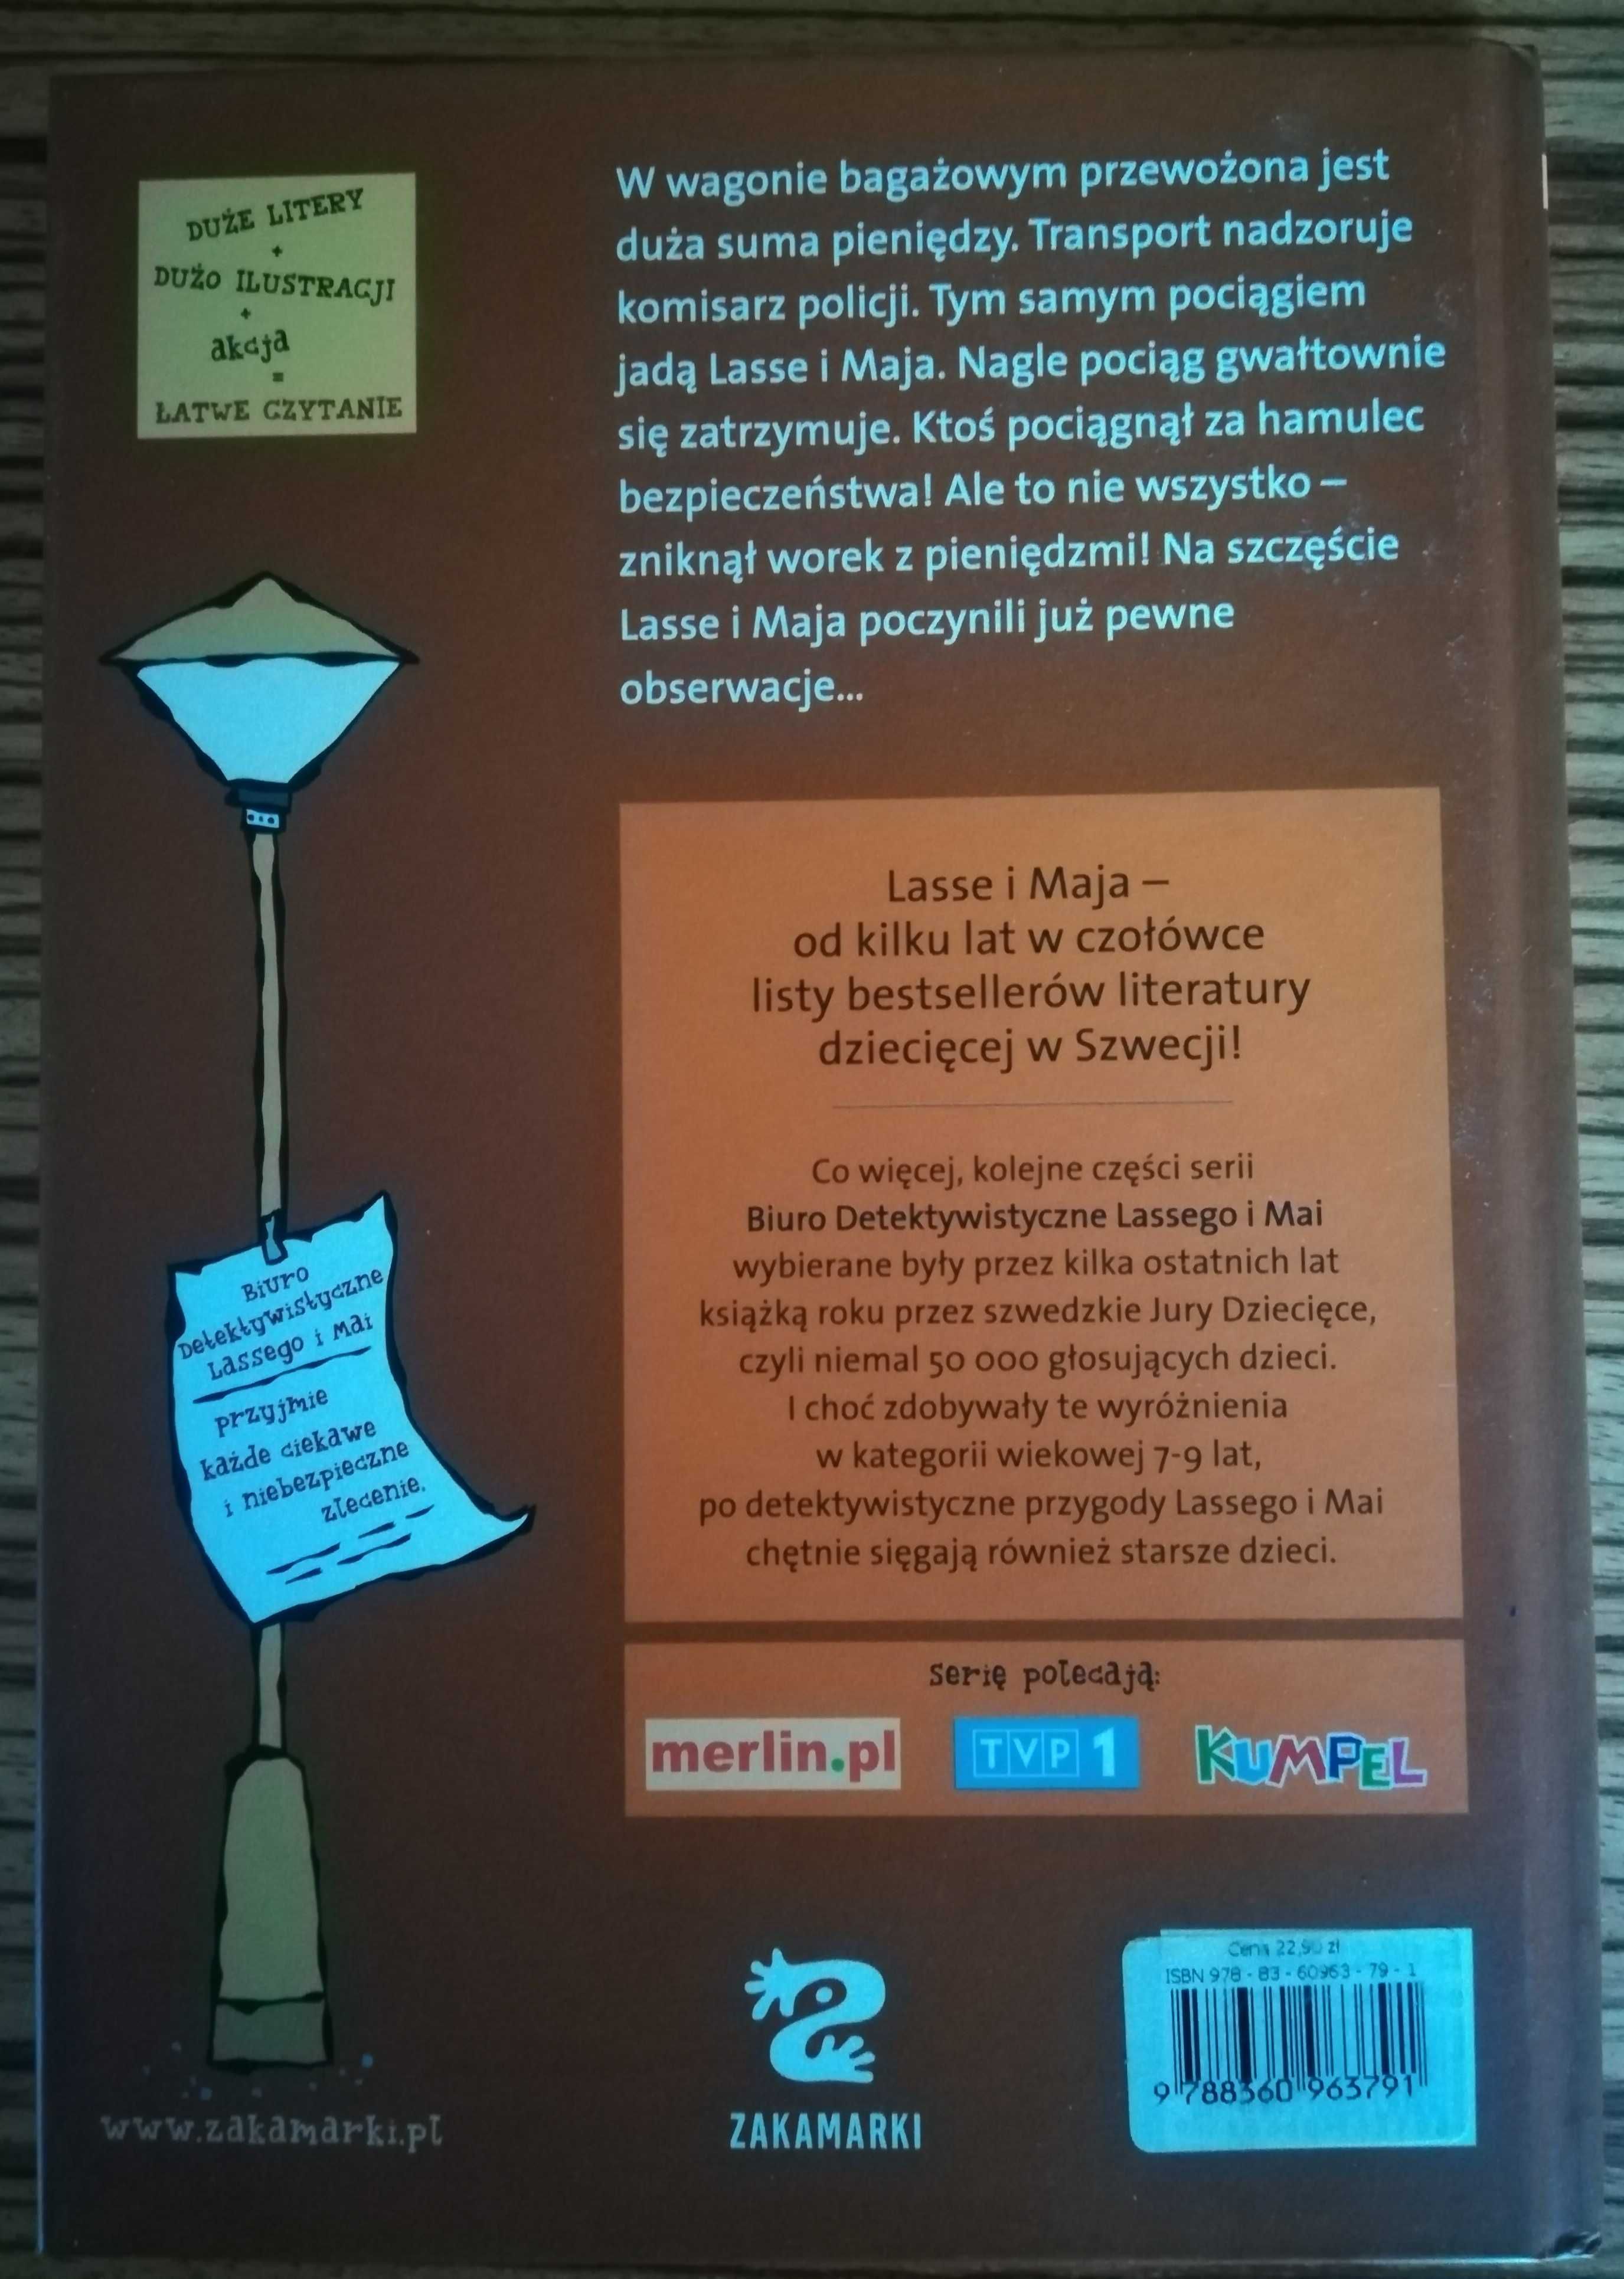 DUŻE LITERY
+
DUŻO ILUSTRACJI
+
akcja
=
ŁATWE CZYTANIE
W wagonie bagażowym przewożona jest
duża suma pieniędzy. Transport nadzoruje
komisarz policji. Tym samym pociągiem
jadą Lasse i Maja. Nagle pociąg gwałtownie
się zatrzymuje. Ktoś pociągnął za hamulec
bezpieczeństwa! Ale to nie wszystko –
zniknął worek z pieniędzmi! Na szczęście
Lasse i Maja poczynili już pewne
obserwacje...
Biuro
Detektywistyczne
Lassego i Mai
przyjmie
każde ciekawe
i niebezpieczne
zlecenie.
Lasse i Maja –
od kilku lat w czołówce
listy bestsellerów literatury
dziecięcej w Szwecji!
Co więcej, kolejne części serii
Biuro Detektywistyczne Lassego i Mai
wybierane były przez kilka ostatnich lat
książką roku przez szwedzkie Jury Dziecięce,
czyli niemal 50 000 głosujących dzieci.
I choć zdobywały te wyróżnienia
w kategorii wiekowej 7-9 lat,
po detektywistyczne przygody Lassego i Mai
chętnie sięgają również starsze dzieci.
serię polecają:
merlin.pl TVP 1 KUMPEL
www.zakamarki.pl
ZAKAMARKI
Cena 22,90 zł
ISBN 978 - 83 - 60963 - 79 - 1
9 788360 963791